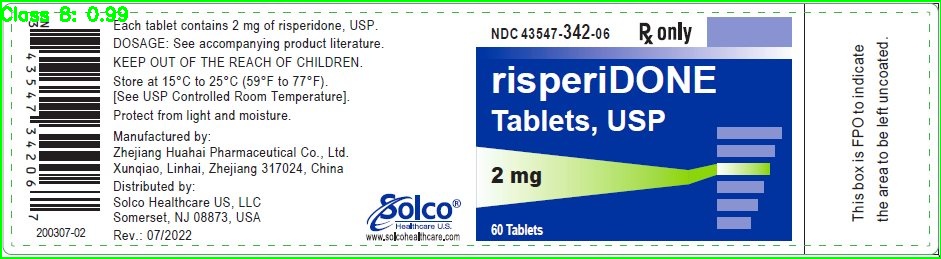 Class 8: 0.99
N
3 43547 34206 7
200307-02
Each tablet contains 2 mg of risperidone, USP.
DOSAGE: See accompanying product literature.
KEEP OUT OF THE REACH OF CHILDREN.
Store at 15°C to 25°C (59°F to 77°F).
[See USP Controlled Room Temperature].
Protect from light and moisture.
Manufactured by:
Zhejiang Huahai Pharmaceutical Co., Ltd.
Xunqiao, Linhai, Zhejiang 317024, China
Distributed by:
Solco Healthcare US, LLC
Somerset, NJ 08873, USA
Rev.: 07/2022
Solco®
Healthcare U.S.
www.solcohealthcare.com
NDC 43547-342-06 Rx only
risperiDONE
Tablets, USP
2 mg
60 Tablets
This box is FPO to indicate
the area to be left uncoated.